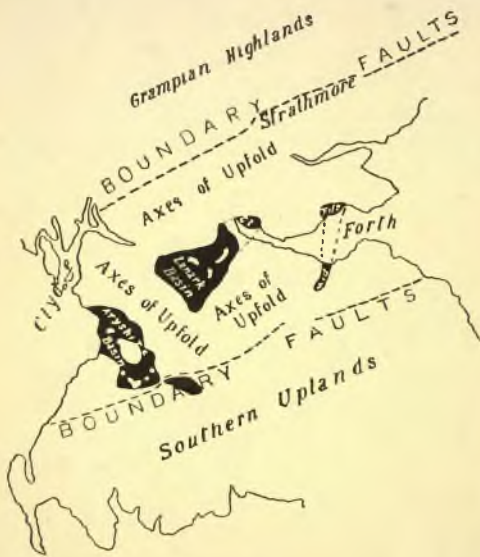 Grampian Highlands
BOUNDARY FAULTS
Strathmore
Axes of Upfold
Forth
Lanark
Basin
Clyde
Axes of Upfold
Axes of
Upfold
Basin
BOUNDARY FAULTS
Southern Uplands